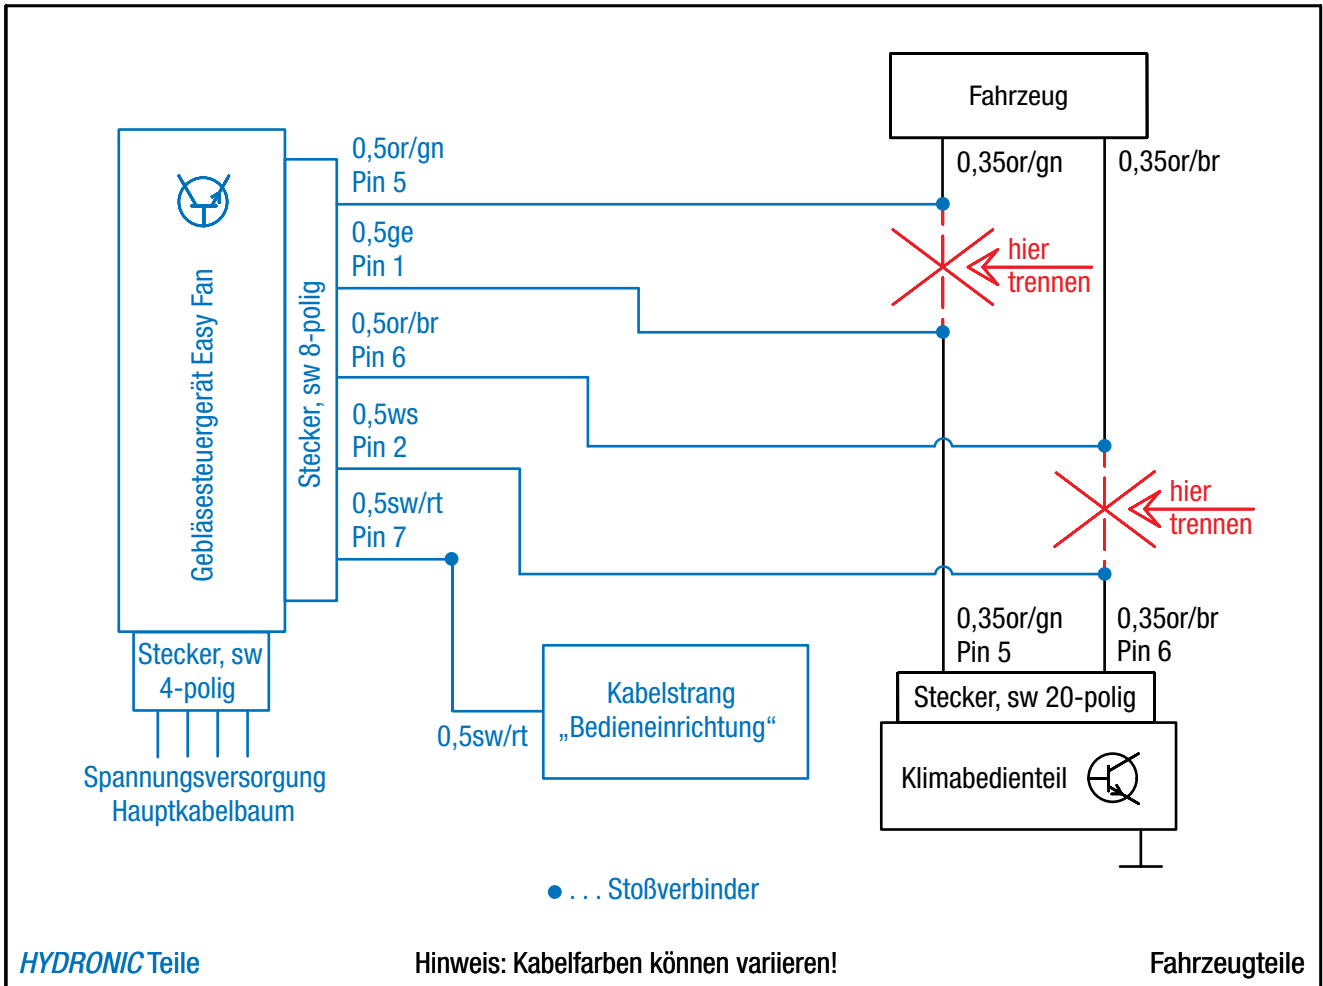 Fahrzeug
0,35or/gn
0,35or/br
0,5or/gn
Pin 5
0,5ge
Pin 1
0,5or/br
Pin 6
0,5ws
Pin 2
0,5sw/rt
Pin 7
Gebläsesteuergerät Easy Fan
Stecker, sw 8-polig
hier
trennen
hier
trennen
Stecker, sw
4-polig
Spannungsversorgung
Hauptkabelbaum
0,5sw/rt
Kabelstrang
„Bedieneinrichtung“
0,35or/gn
Pin 5
0,35or/br
Pin 6
Stecker, sw 20-polig
Klimabedienteil
. . . Stoßverbinder
HYDRONIC Teile
Hinweis: Kabelfarben können variieren!
Fahrzeugteile